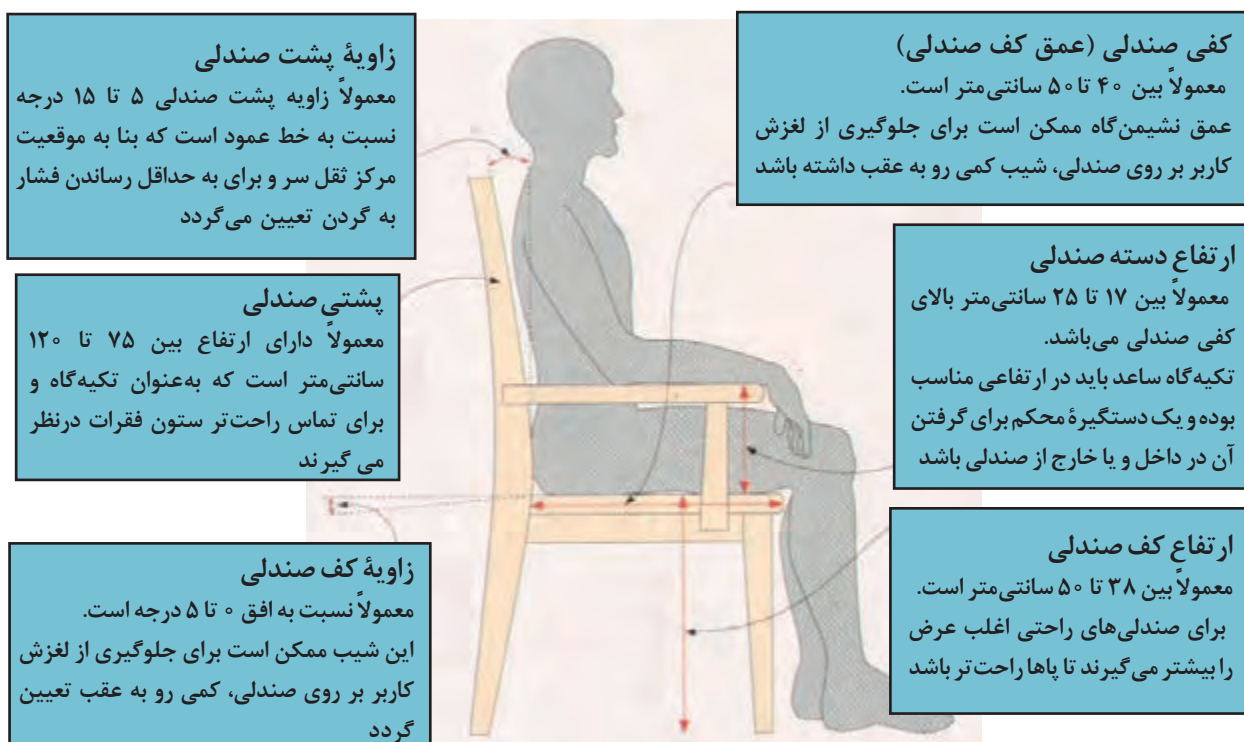 کفی صندلی (عمق کف صندلی)
معمولاً بین ۴۰ تا ۵۰ سانتی‌متر است.
عمق نشیمن‌گاه ممکن است برای جلوگیری از لغزش
کاربر بر روی صندلی، شیب کمی رو به عقب داشته باشد
ارتفاع دسته صندلی
معمولاً بین ۱۷ تا ۲۵ سانتی‌متر بالای
کفی صندلی می‌باشد.
تکیه‌گاه ساعد باید در ارتفاعی مناسب
بوده و یک دستگیرهٔ محکم برای گرفتن
آن در داخل و یا خارج از صندلی باشد
ارتفاع کف صندلی
معمولاً بین ۳۸ تا ۵۰ سانتی‌متر است.
برای صندلی‌های راحتی اغلب عرض
را بیشتر می‌گیرند تا پاها راحت‌تر باشد
زاویهٔ پشت صندلی
معمولاً زاویه پشت صندلی ۵ تا ۱۵ درجه
نسبت به خط عمود است که بنا به موقعیت
مرکز ثقل سر و برای به حداقل رساندن فشار
به گردن تعیین می‌گردد
پشتی صندلی
معمولاً دارای ارتفاع بین ۷۵ تا ۱۲۰
سانتی‌متر است که به‌عنوان تکیه‌گاه و
برای تماس راحت‌تر ستون فقرات درنظر
می گیرند
زاویهٔ کف صندلی
معمولاً نسبت به افق ۰ تا ۵ درجه است.
این شیب ممکن است برای جلوگیری از لغزش
کاربر بر روی صندلی، کمی رو به عقب تعیین
گردد